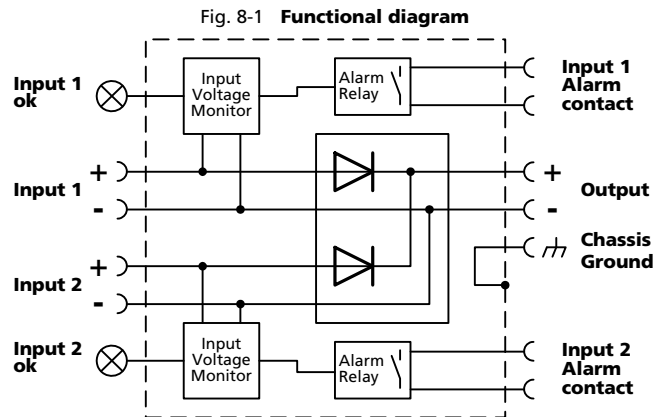 Fig. 8-1 Functional diagram
Input 1
ok
Input
Voltage
Monitor
Alarm
Relay
Input 1
Alarm
contact
Input 1
+
-
+
-
Output
Chassis
Ground
Input 2
+
-
Input 2
ok
Input
Voltage
Monitor
Alarm
Relay
Input 2
Alarm
contact